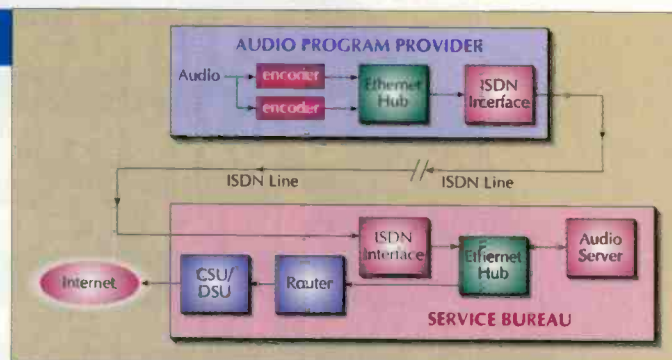 AUDIO PROGRAM PROVIDER
Audio
encoder
encoder
Ethernet
Hub
ISDN
Interface
ISDN Line
ISDN Line
ISDN
Interface
Ethernet
Hub
Audio
Server
Internet
CSU/
DSU
Router
SERVICE BUREAU